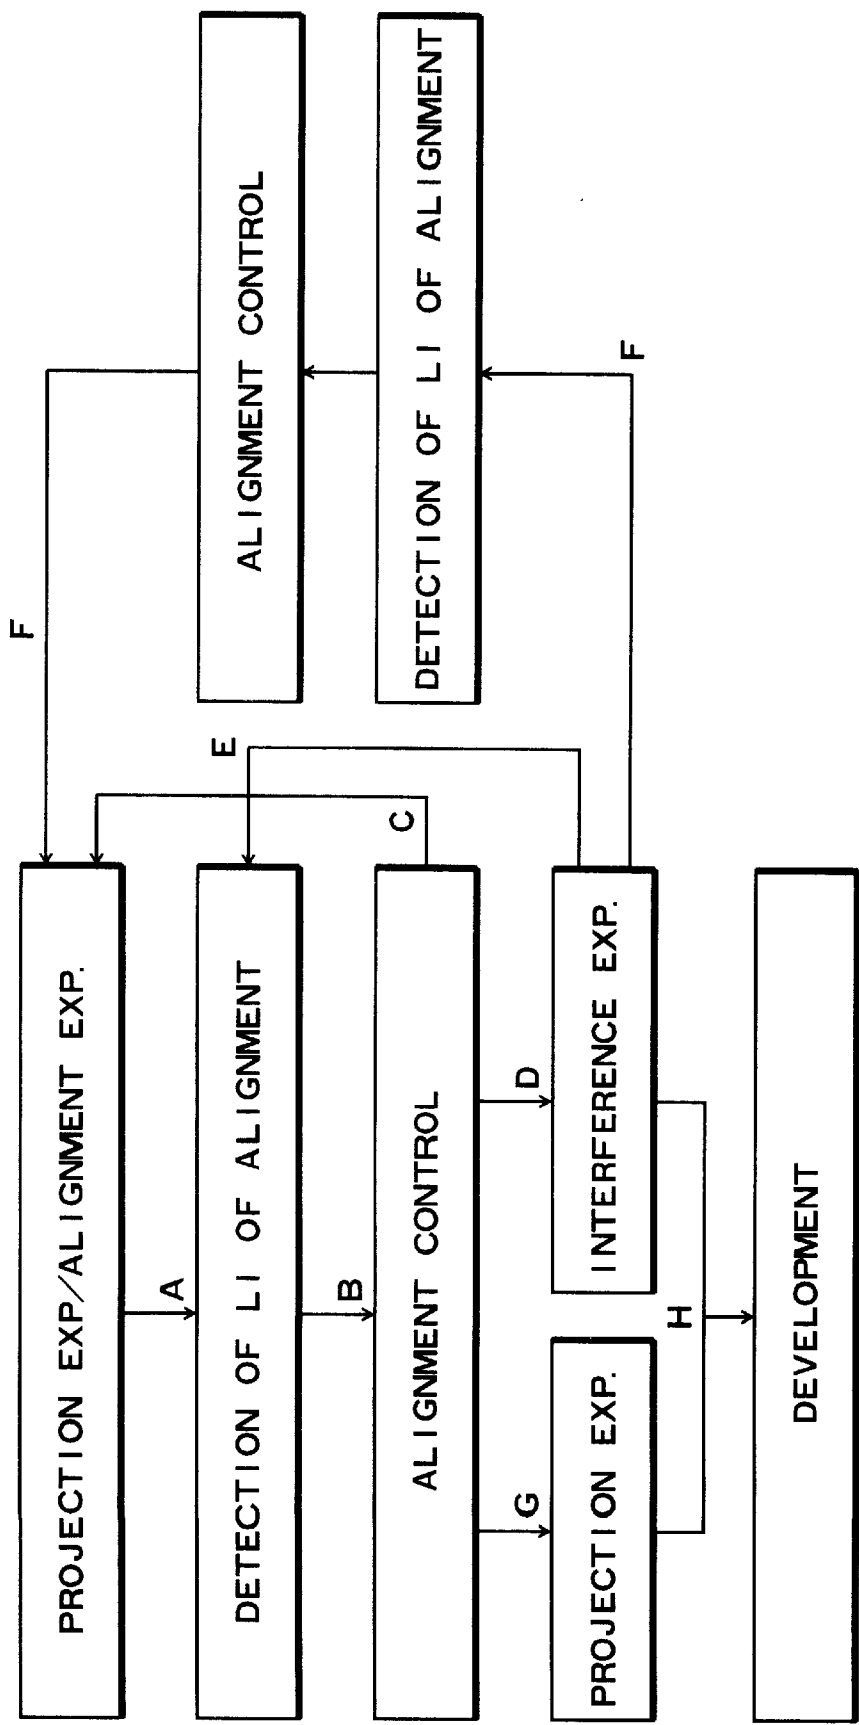 PROJECTION EXP/ALIGNMENT EXP.
A
DETECTION OF LI OF ALIGNMENT
B
ALIGNMENT CONTROL
C
G
D
E
PROJECTION EXP.
INTERFERENCE EXP.
H
DEVELOPMENT
F
ALIGNMENT CONTROL
DETECTION OF LI OF ALIGNMENT
F